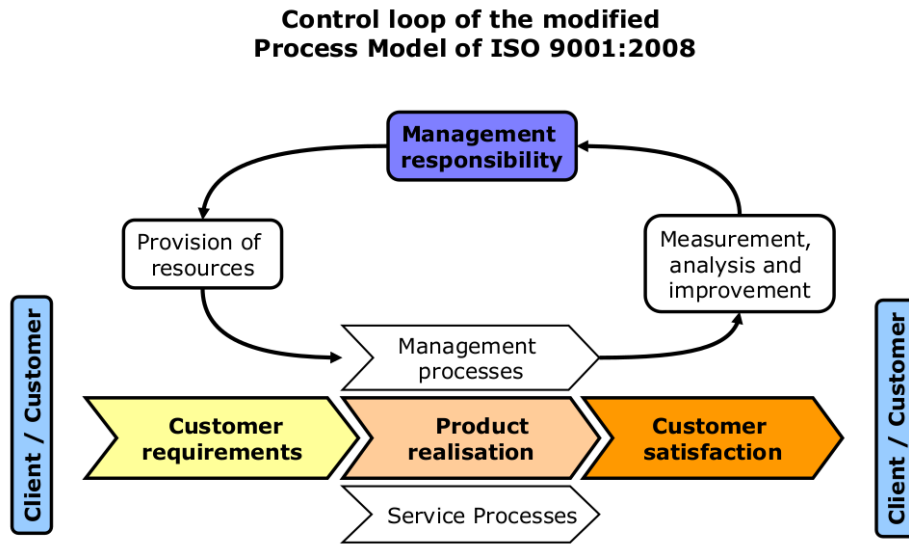 Control loop of the modified
Process Model of ISO 9001:2008
Management
responsibility
Provision of
resources
Measurement,
analysis and
improvement
Management
processes
Client / Customer
Customer
requirements
Product
realisation
Customer
satisfaction
Client / Customer
Service Processes